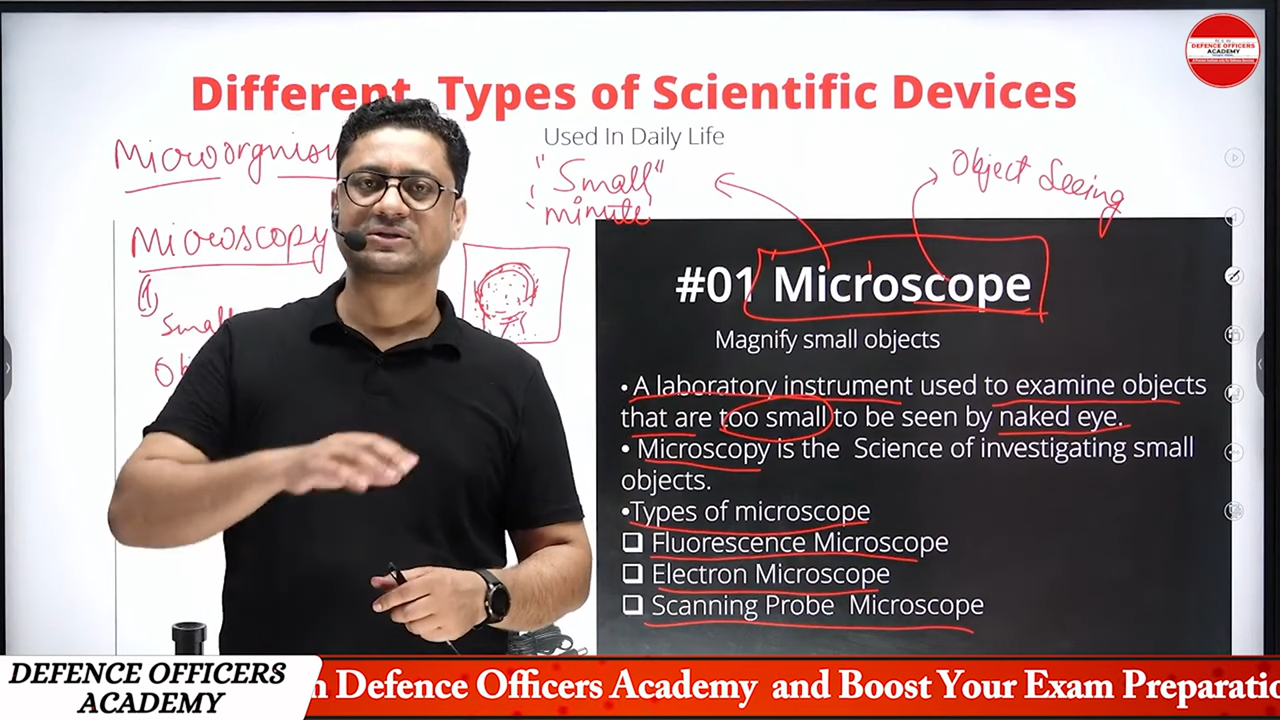 DEFENCE OFFICERS
ACADEMY
Different Types of Scientific Devices
Used In Daily Life
Microorgnism
"Small"
minute
Object Seeing
Microscopy
①
Small
#01 Microscope
Magnify small objects
• A laboratory instrument used to examine objects
that are too small to be seen by naked eye.
• Microscopy is the Science of investigating small
objects.
•Types of microscope
❑ Fluorescence Microscope
❑ Electron Microscope
❑ Scanning Probe Microscope
DEFENCE OFFICERS
ACADEMY
n Defence Officers Academy and Boost Your Exam Preparatio